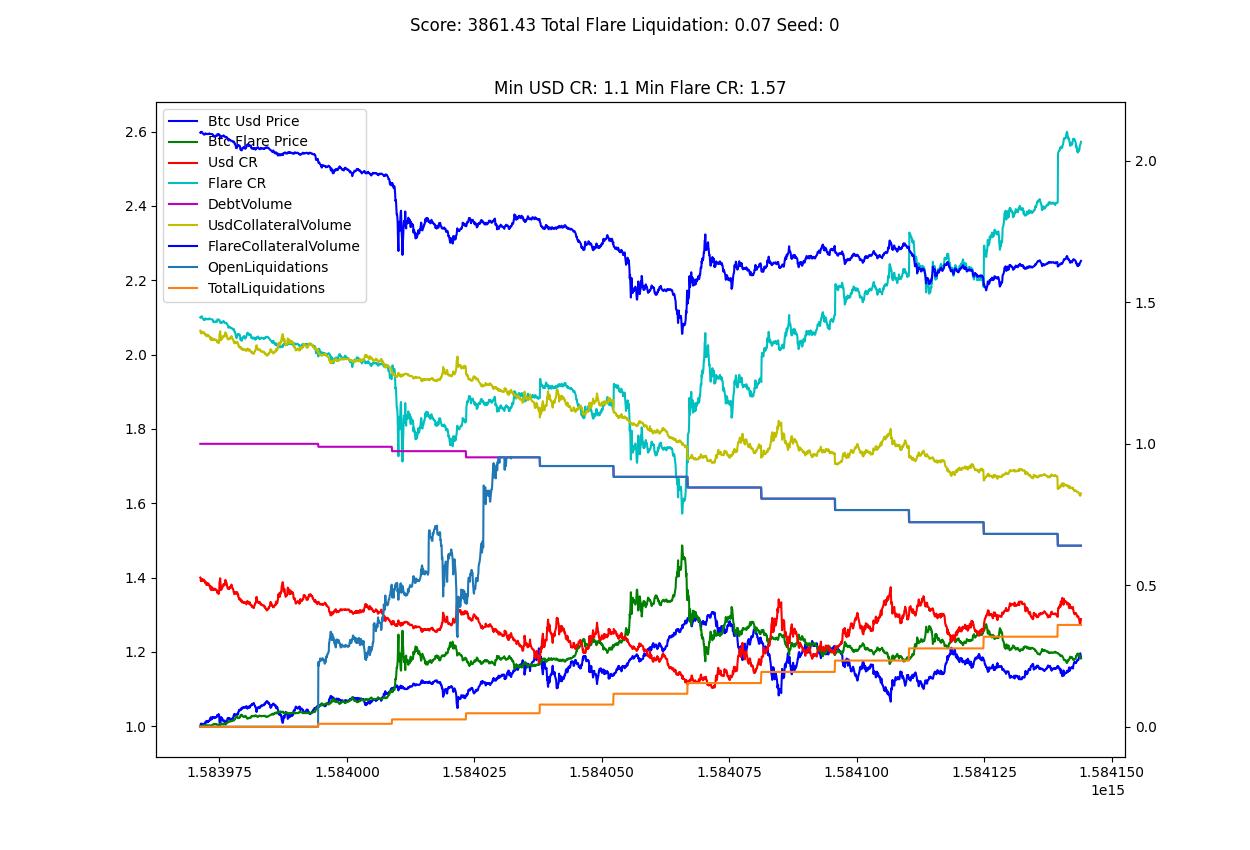 Score: 3861.43 Total Flare Liquidation: 0.07 Seed: 0
Min USD CR: 1.1 Min Flare CR: 1.57
Btc Usd Price
Btc Flare Price
Usd CR
Flare CR
DebtVolume
UsdCollateralVolume
FlareCollateralVolume
OpenLiquidations
TotalLiquidations
2.6
2.4
2.2
2.0
1.8
1.6
1.4
1.2
1.0
2.0
1.5
1.0
0.5
0.0
1.583975 1.584000 1.584025 1.584050 1.584075 1.584100 1.584125 1.584150
1e15